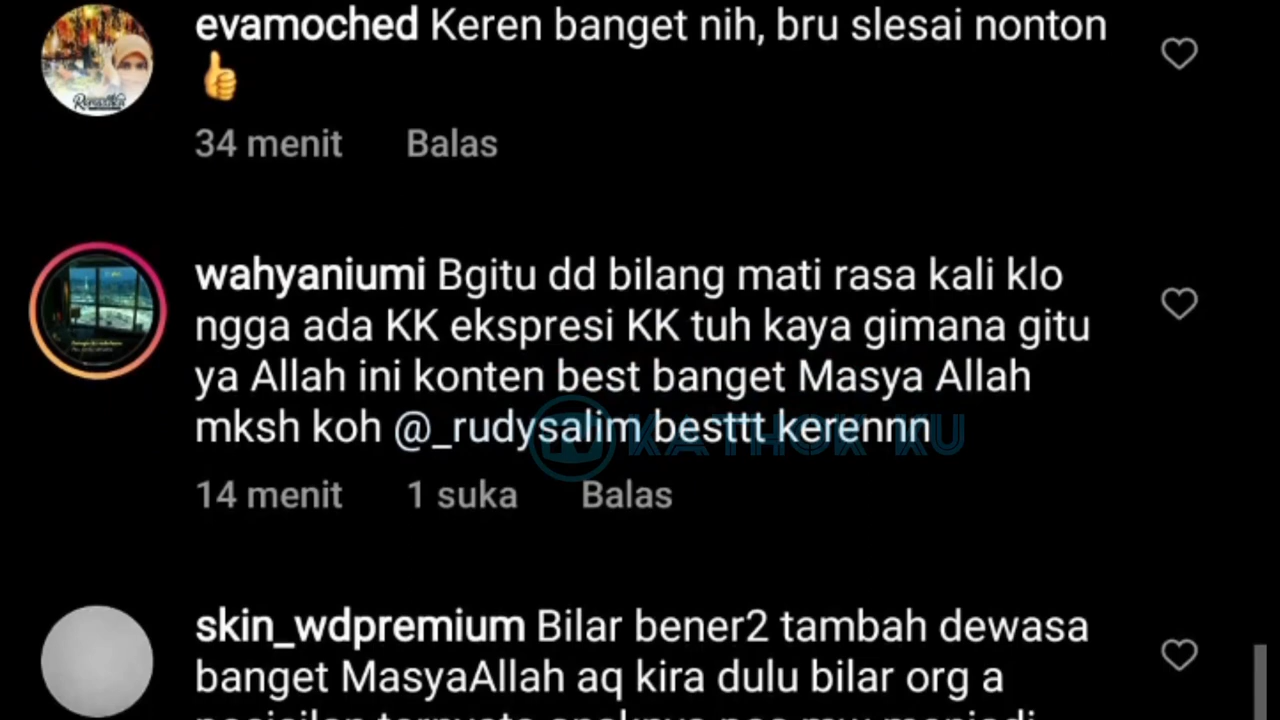 evamoched Keren banget nih, bru slesai nonton
👍
34 menit Balas
wahyaniumi Bgitu dd bilang mati rasa kali klo
ngga ada KK ekspresi KK tuh kaya gimana gitu
ya Allah ini konten best banget Masya Allah
mksh koh @_rudysalim besttt kerennn
TV KATHOK KU
14 menit 1 suka Balas
skin_wdpremium Bilar bener2 tambah dewasa
banget MasyaAllah aq kira dulu bilar org a